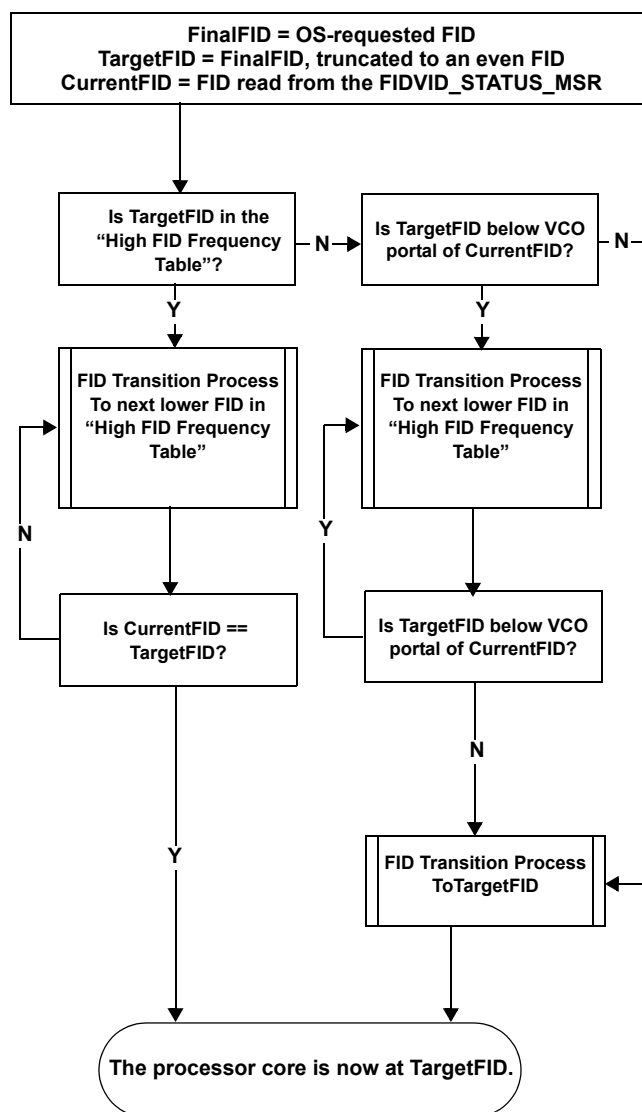 FinalFID = OS-requested FID
TargetFID = FinalFID, truncated to an even FID
CurrentFID = FID read from the FIDVID_STATUS_MSR
Is TargetFID in the
“High FID Frequency
Table”?
N
Is TargetFID below VCO
portal of CurrentFID?
N
Y
Y
FID Transition Process
To next lower FID in
“High FID Frequency
Table”
FID Transition Process
To next lower FID in
“High FID Frequency
Table”
N
Y
Is CurrentFID ==
TargetFID?
Is TargetFID below VCO
portal of CurrentFID?
N
Y
FID Transition Process
ToTargetFID
The processor core is now at TargetFID.